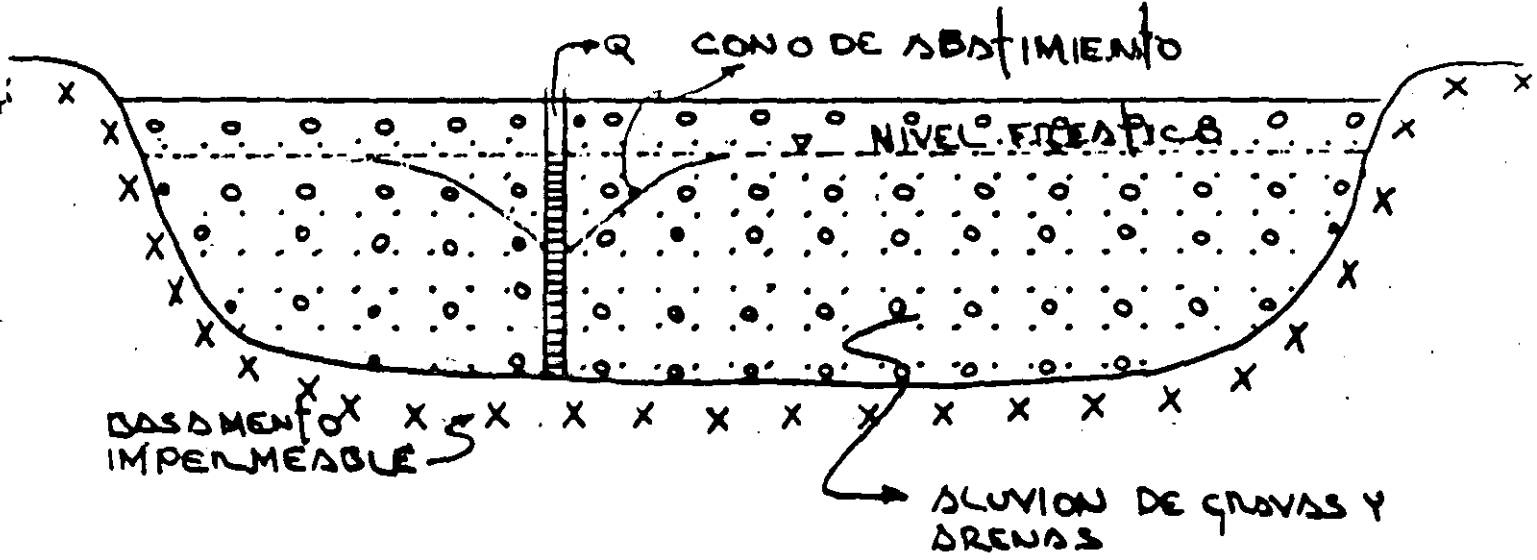 Q
CONO DE ABATIMIENTO
NIVEL FREATICO
BASAMENTO
IMPERMEABLE
ALUVION DE GRAVAS Y
ARENAS